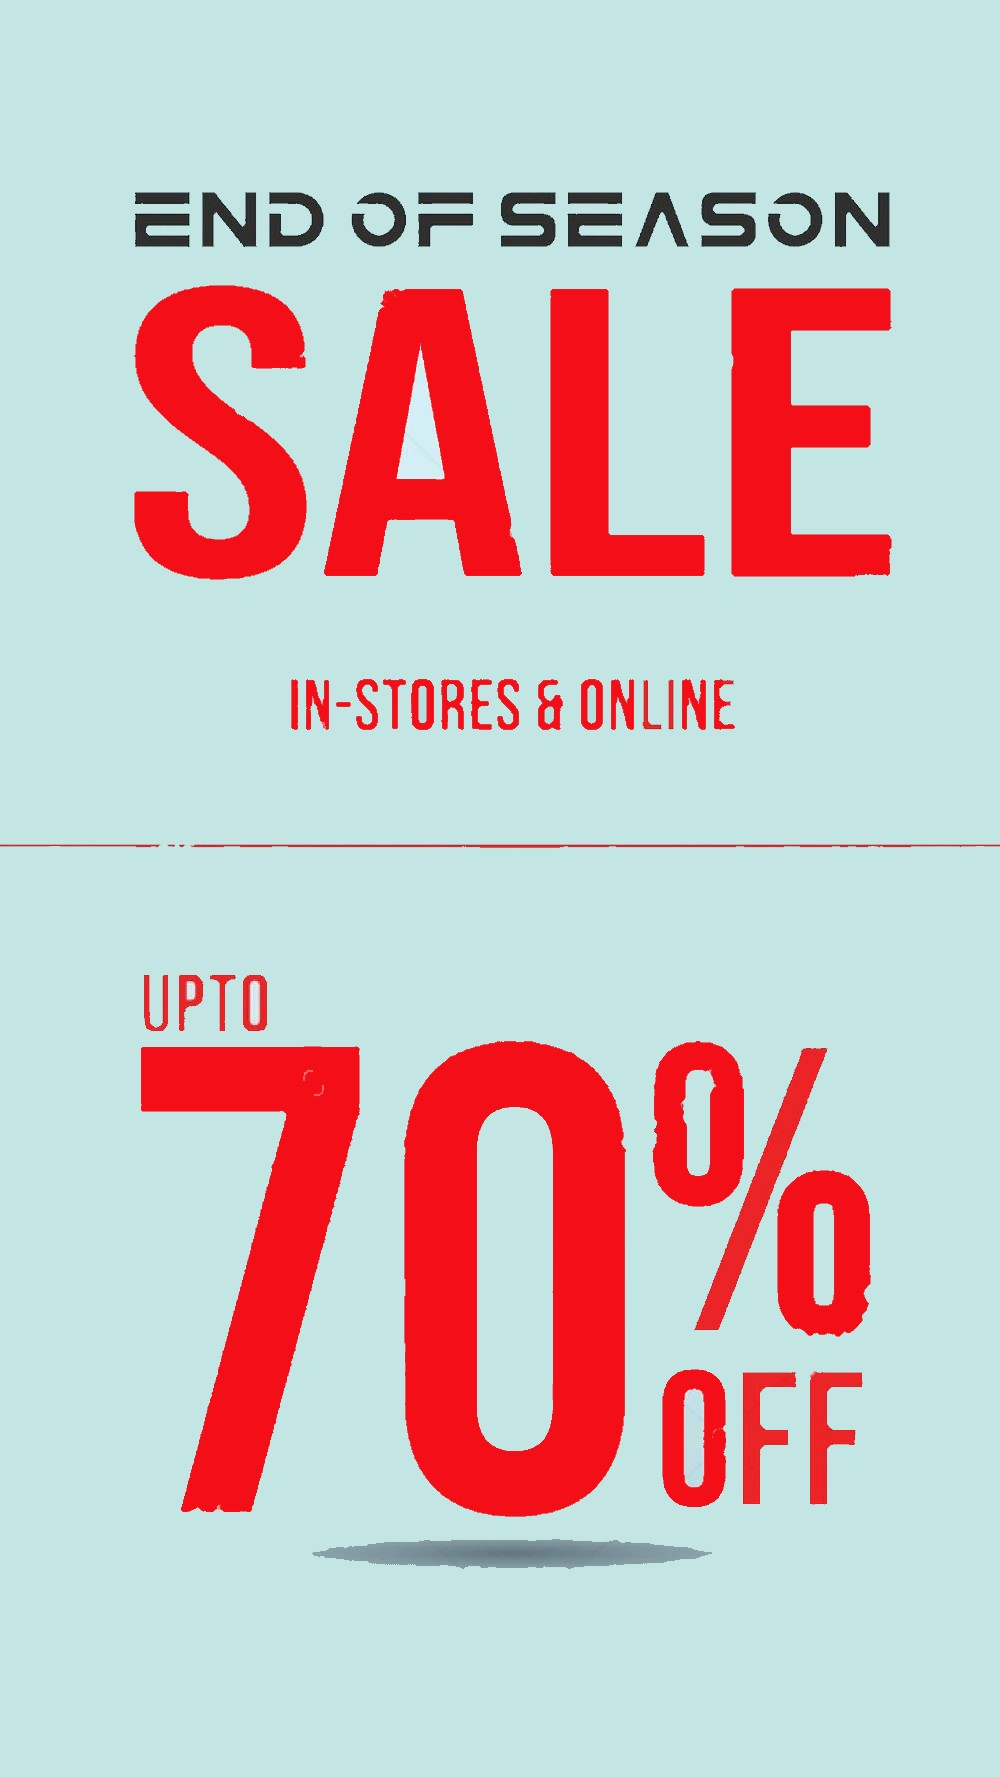 END OF SEASON
SALE
IN-STORES & ONLINE
UPTO
70%
OFF